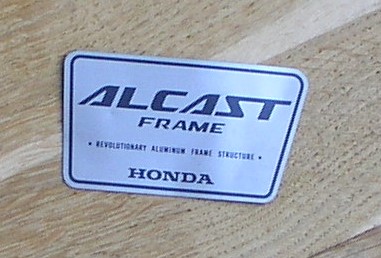 ALCAST
FRAME
• REVOLUTIONARY ALUMINUM FRAME STRUCTURE •
HONDA